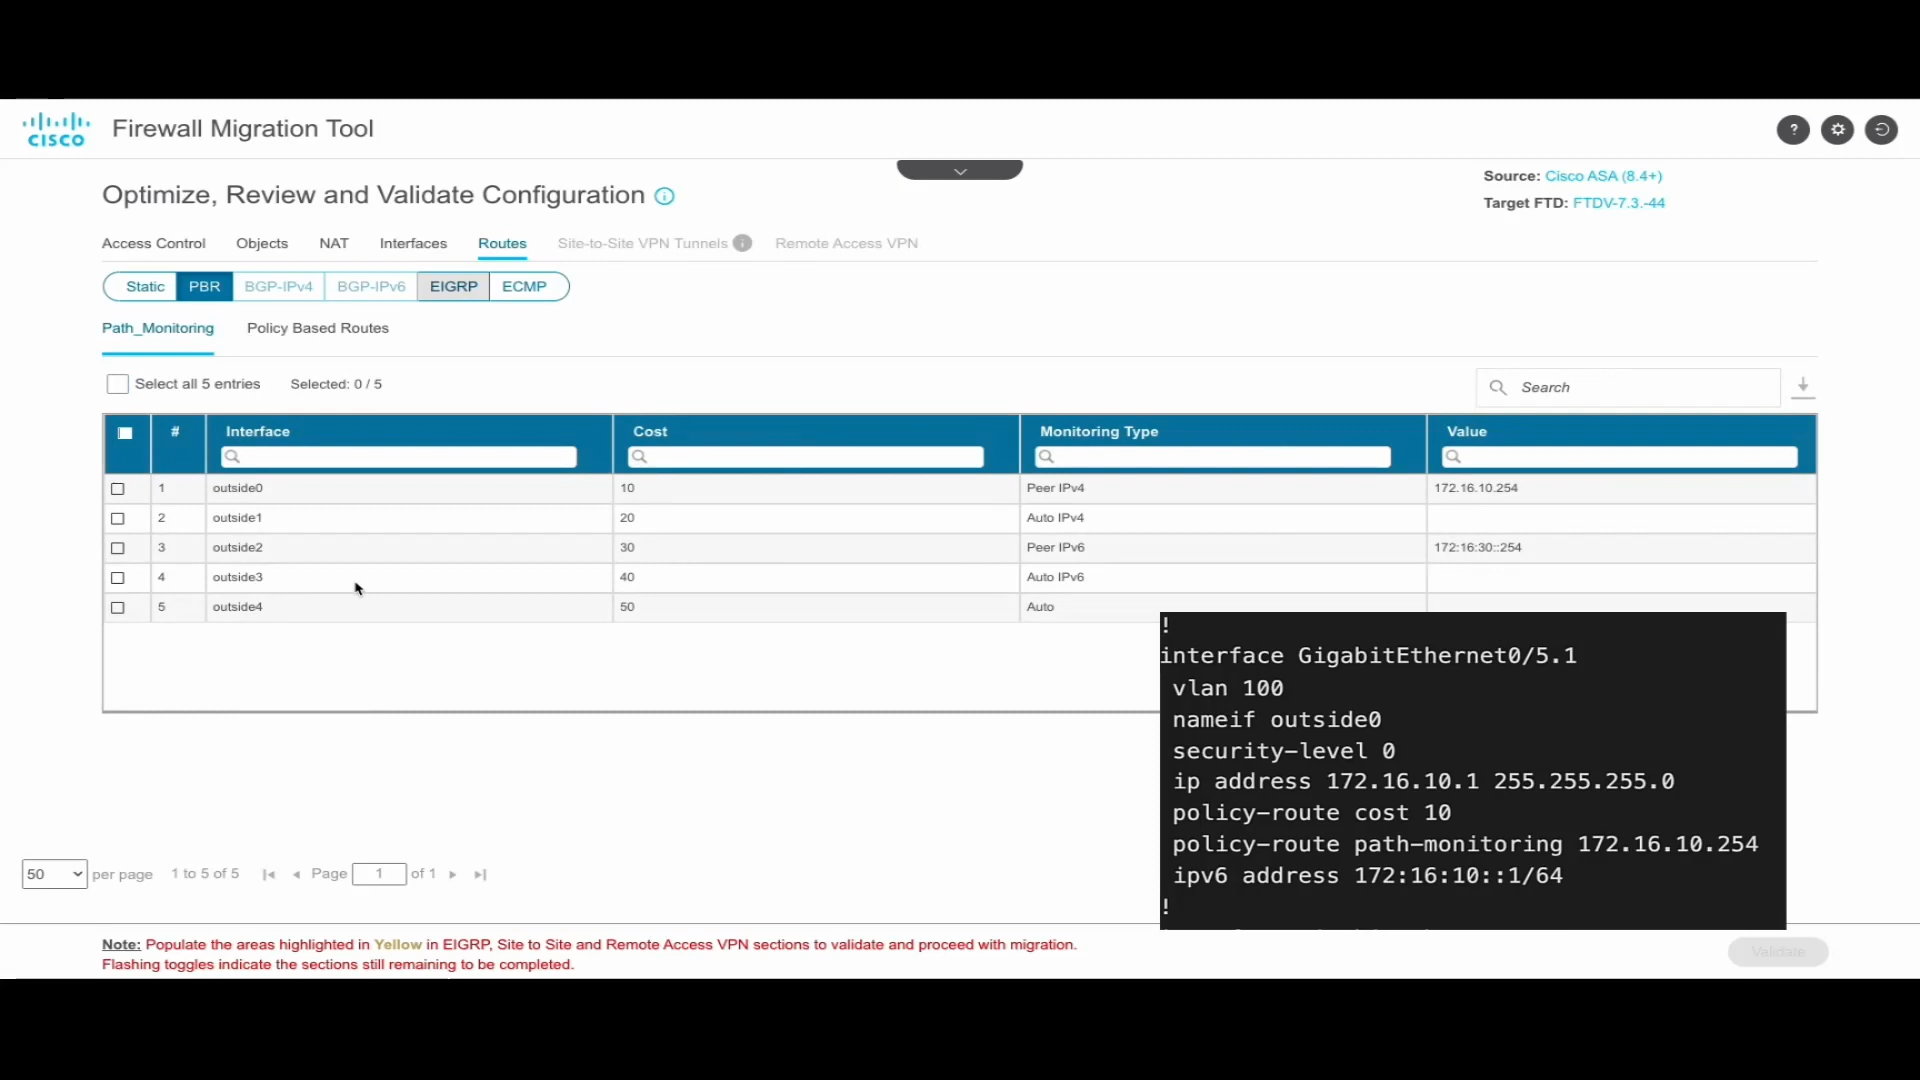 CISCO
Firewall Migration Tool
?
Optimize, Review and Validate Configuration
Source: Cisco ASA (8.4+)
Target FTD: FTDV-7.3.-44
Access Control Objects NAT Interfaces Routes Site-to-Site VPN Tunnels Remote Access VPN
Static PBR BGP-IPv4 BGP-IPv6 EIGRP ECMP
Path_Monitoring Policy Based Routes
Select all 5 entries Selected: 0 / 5 Search
# Interface Cost Monitoring Type Value
1 outside0 10 Peer IPv4 172.16.10.254
2 outside1 20 Auto IPv4
3 outside2 30 Peer IPv6 172:16:30::254
4 outside3 40 Auto IPv6
5 outside4 50 Auto
!
interface GigabitEthernet0/5.1
vlan 100
nameif outside0
security-level 0
ip address 172.16.10.1 255.255.255.0
policy-route cost 10
policy-route path-monitoring 172.16.10.254
ipv6 address 172:16:10::1/64
!
50 per page 1 to 5 of 5 Page 1 of 1
Note: Populate the areas highlighted in Yellow in EIGRP, Site to Site and Remote Access VPN sections to validate and proceed with migration.
Flashing toggles indicate the sections still remaining to be completed.
Validate